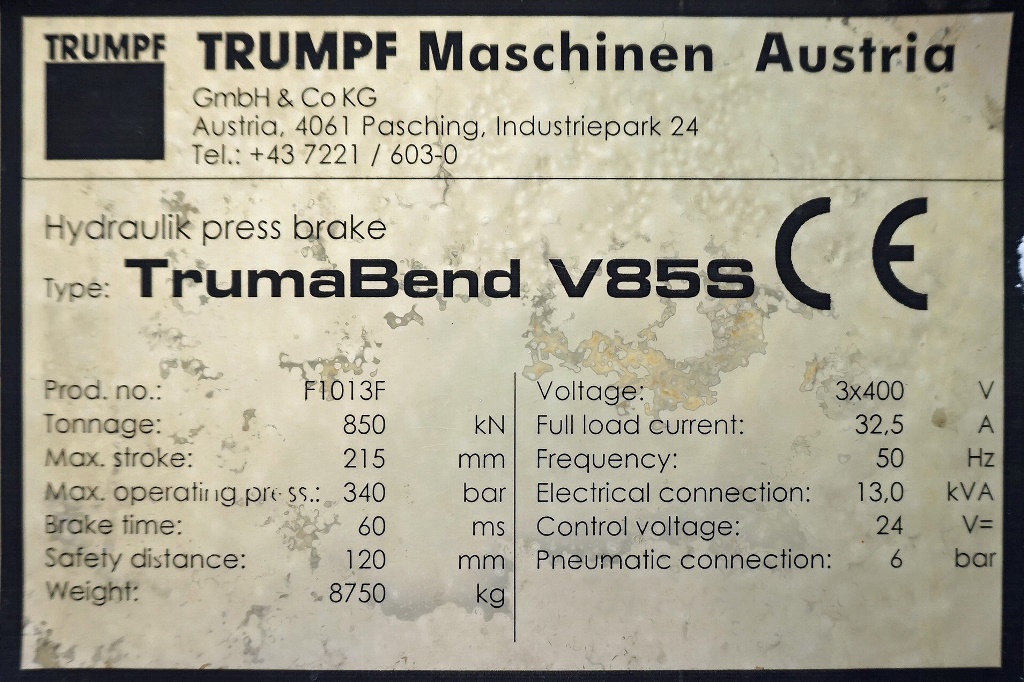 TRUMPF TRUMPF Maschinen Austria
GmbH & Co KG
Austria, 4061 Pasching, Industriepark 24
Tel.: +43 7221 / 603-0
Hydraulik press brake
Type: TrumaBend V85S CE
Prod. no.: F1013F Voltage: 3x400 V
Tonnage: 850 kN Full load current: 32,5 A
Max. stroke: 215 mm Frequency: 50 Hz
Max. operating press.: 340 bar Electrical connection: 13,0 kVA
Brake time: 60 ms Control voltage: 24 V=
Safety distance: 120 mm Pneumatic connection: 6 bar
Weight: 8750 kg